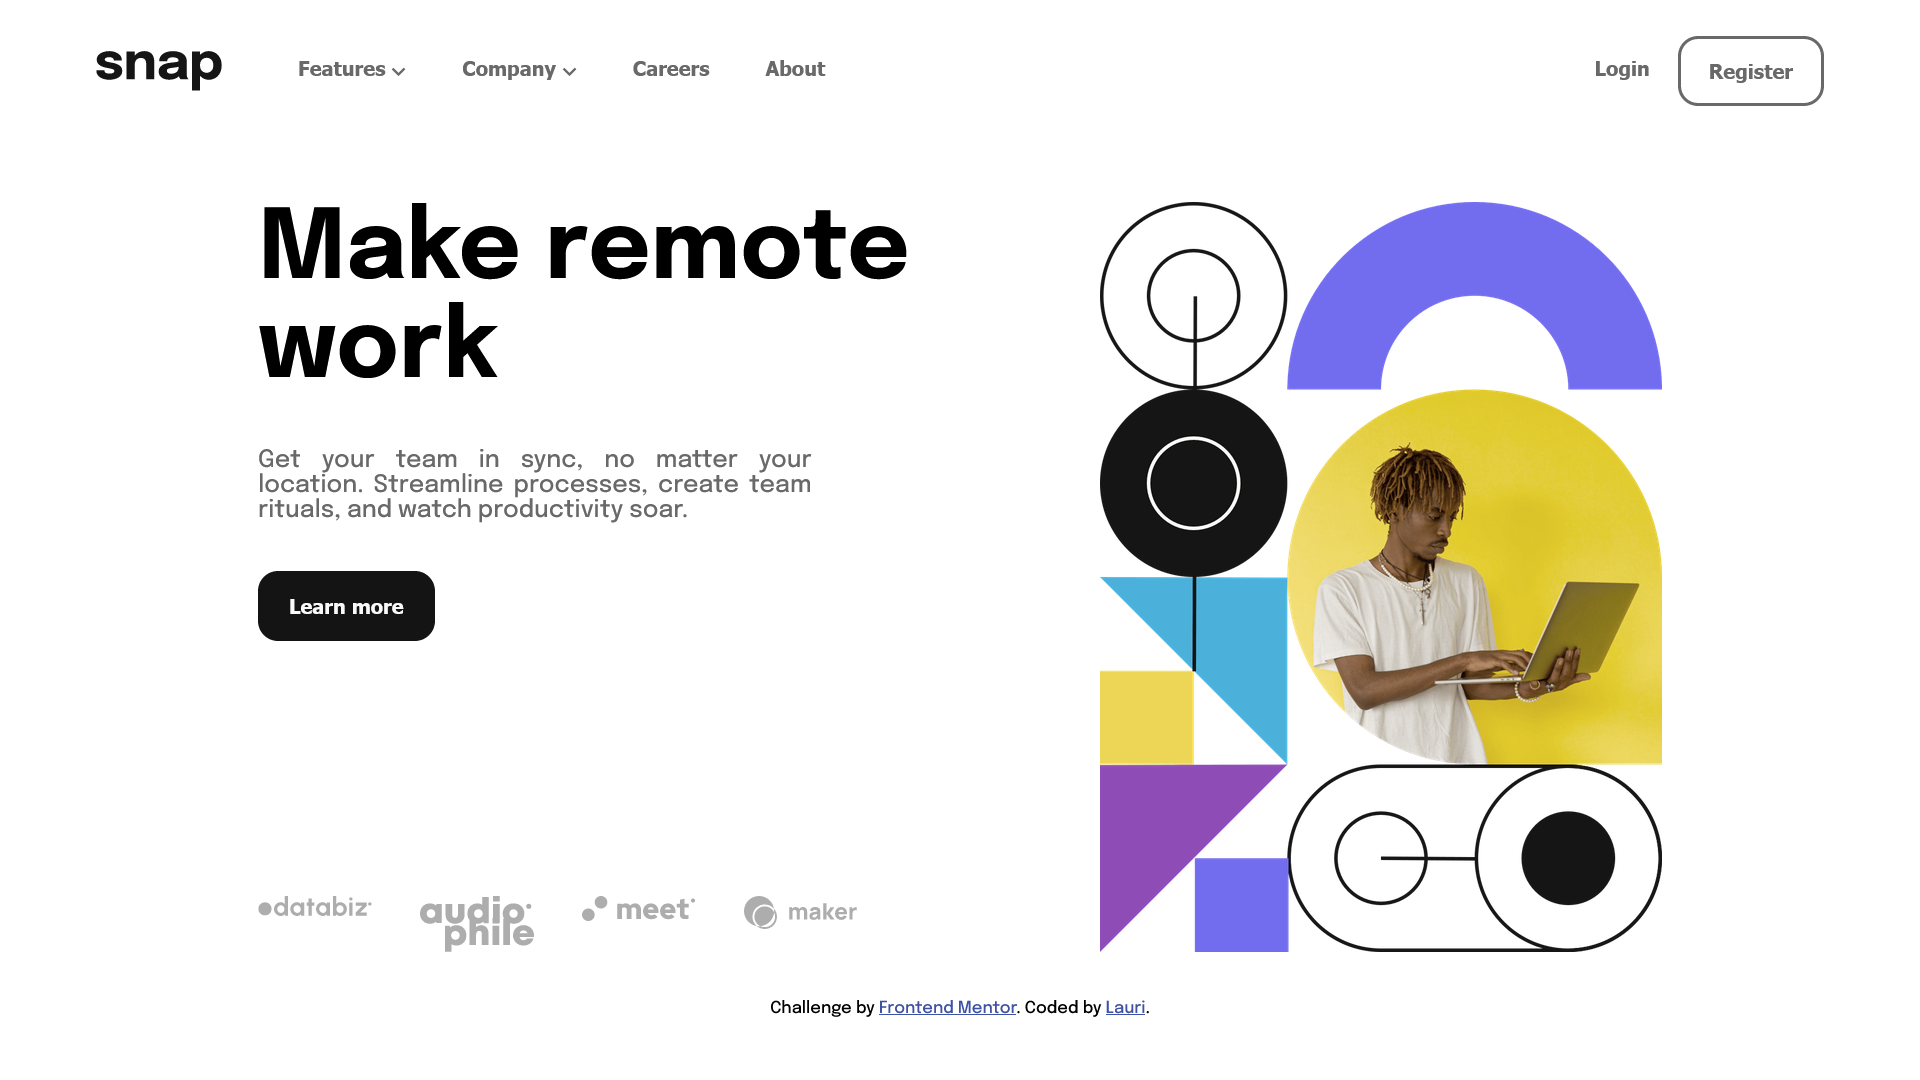 snap
Features
Company
Careers
About
Login
Register
Make remote
work
Get your team in sync, no matter your
location. Streamline processes, create team
rituals, and watch productivity soar.
Learn more
databiz
audio
phile
meet
maker
Challenge by Frontend Mentor. Coded by Lauri.